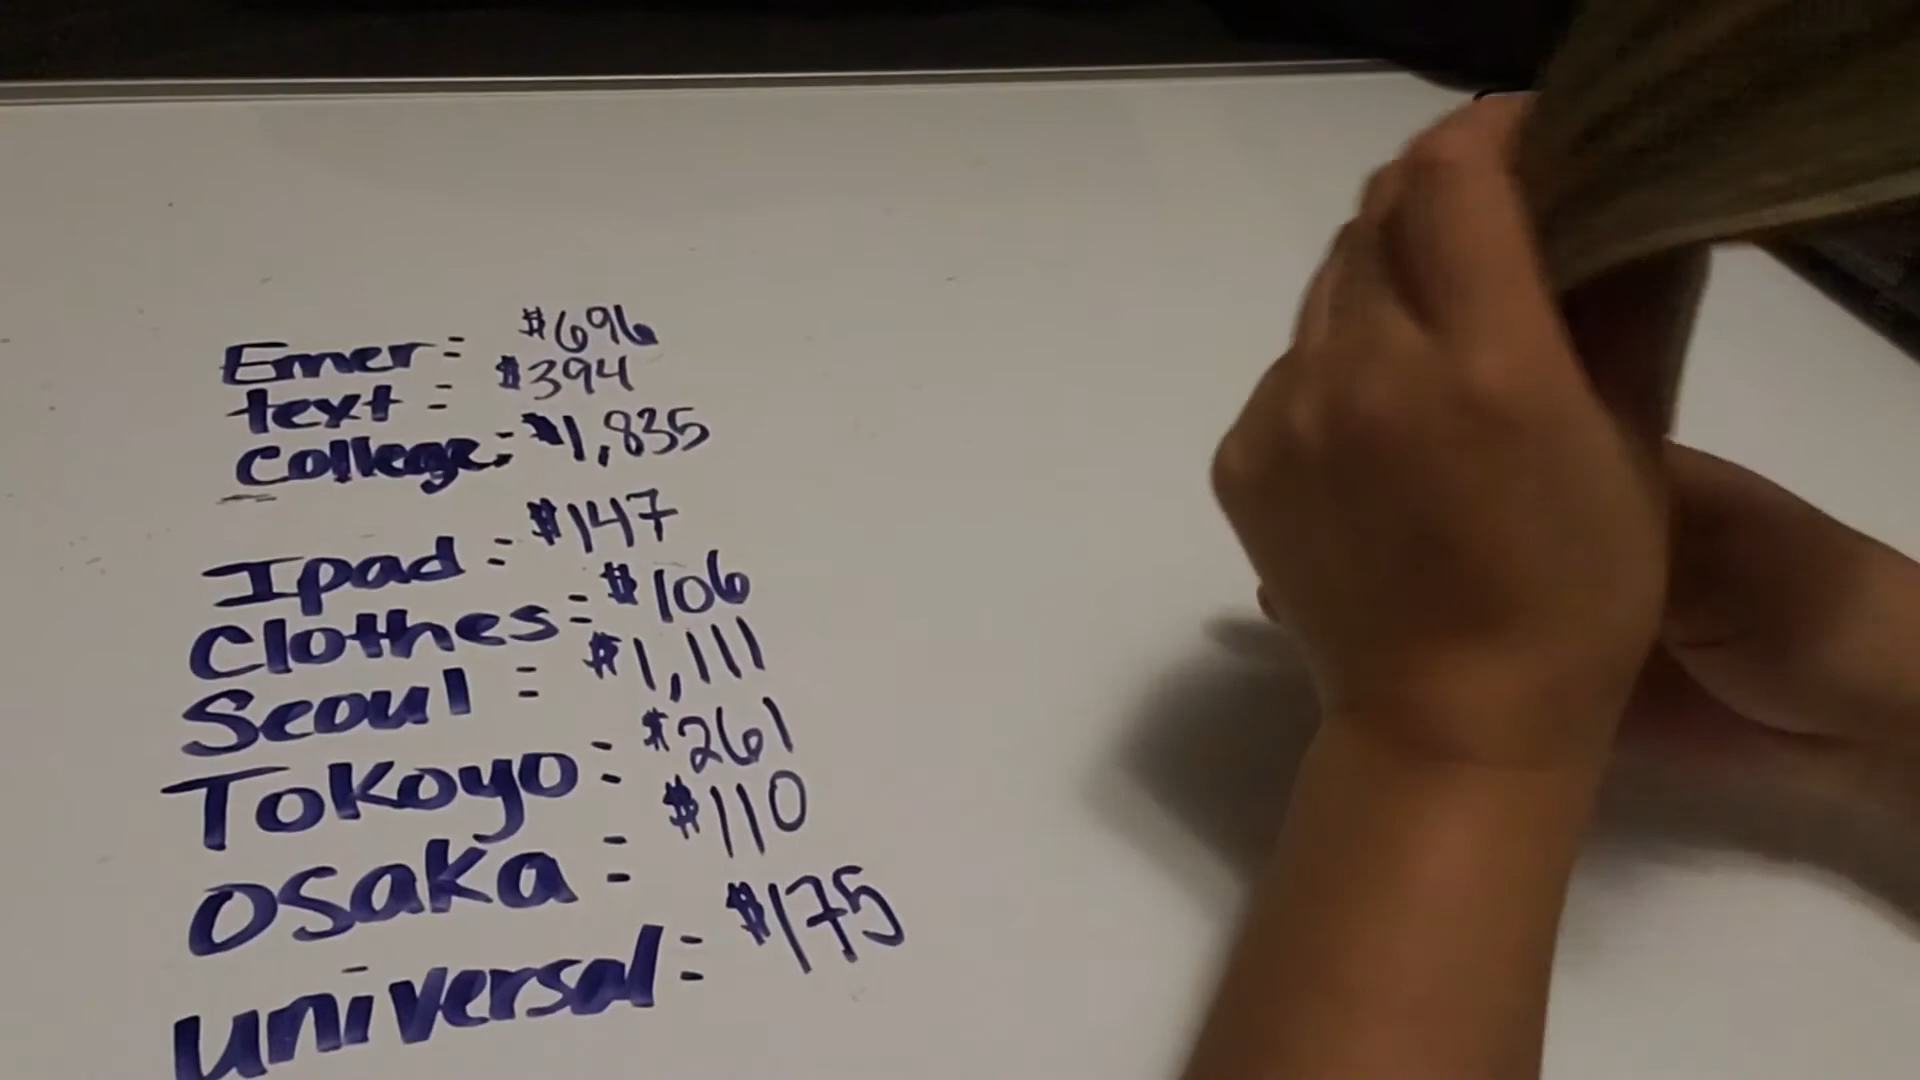 Emer: $696
text: $394
College: $1,835
Ipad: $147
Clothes: $106
Seoul: $1,111
Tokoyo: $261
Osaka: $110
universal: $175